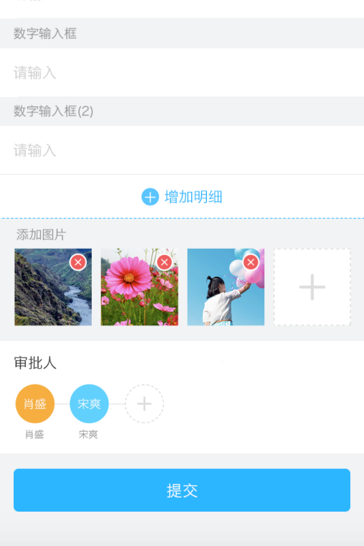 数字输入框
请输入
数字输入框(2)
请输入
增加明细
添加图片
审批人
肖盛
宋爽
肖盛
宋爽
提交